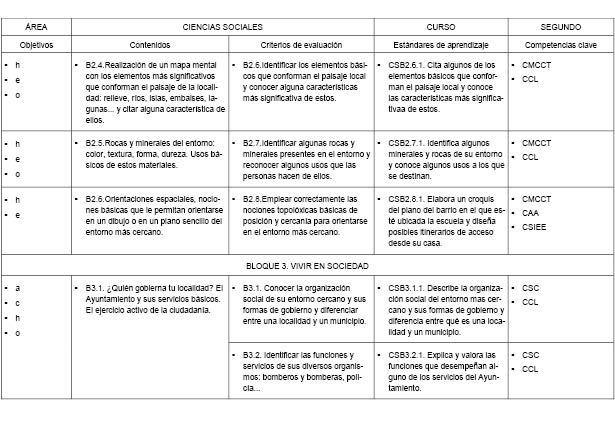 ÁREA CIENCIAS SOCIALES CURSO SEGUNDO
Objetivos Contenidos Criterios de evaluación Estándares de aprendizaje Competencias clave
▪ h
▪ e
▪ o
▪ B2.4.Realización de un mapa mental
con los elementos más significativos
que conforman el paisaje de la locali-
dad: relieve, ríos, islas, embalses, la-
gunas... y citar alguna característica de
ellos.
▪ B2.6.Identificar los elementos bási-
cos que conforman el paisaje local
y conocer alguna características
más significativa de estos.
▪ CSB2.6.1. Cita algunos de los
elementos básicos que confor-
man el paisaje local y conoce
las características más significa-
tivaa de estos.
▪ CMCCT
▪ CCL
▪ h
▪ e
▪ o
▪ B2.5.Rocas y minerales del entorno:
color, textura, forma, dureza. Usos bá-
sicos de estos materiales.
▪ B2.7.Identificar algunas rocas y
minerales presentes en el entorno y
reconocer algunos usos que las
personas hacen de ellos.
▪ CSB2.7.1. Identifica algunos
minerales y rocas de su entorno
y conoce algunos usos a los que
se destinan.
▪ CMCCT
▪ CCL
▪ h
▪ e
▪ B2.6.Orientaciones espaciales, nocio-
nes básicas que le permitan orientarse
en un dibujo o en un plano sencillo del
entorno más cercano.
▪ B2.8.Emplear correctamente las
nociones topolóxicas básicas de
posición y cercanía para orientarse
en el entorno más cercano.
▪ CSB2.8.1. Elabora un croquis
del plano del barrio en el que es-
té ubicada la escuela y diseña
posibles itinerarios de acceso
desde su casa.
▪ CMCCT
▪ CAA
▪ CSIEE
BLOQUE 3. VIVIR EN SOCIEDAD
▪ a
▪ c
▪ h
▪ o
▪ B3.1. ¿Quién gobierna tu localidad? El
Ayuntamiento y sus servicios básicos.
El ejercicio activo de la ciudadanía.
▪ B3.1. Conocer la organización
social de su entorno cercano y sus
formas de gobierno y diferenciar
entre una localidad y un municipio.
▪ CSB3.1.1. Describe la organiza-
ción social del entorno mas cer-
cano y sus formas de gobierno y
diferencia entre qué es una loca-
lidad y un municipio.
▪ CSC
▪ CCL
▪ B3.2. Identificar las funciones y
servicios de sus diversos organis-
mos: bomberos y bomberas, poli-
cía...
▪ CSB3.2.1. Explica y valora las
funciones que desempeñan al-
guno de los servicios del Ayun-
tamiento.
▪ CSC
▪ CCL